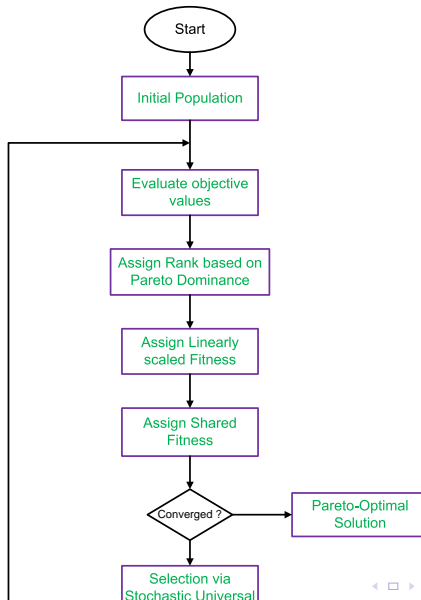 Start
Initial Population
Evaluate objective
values
Assign Rank based on
Pareto Dominance
Assign Linearly
scaled Fitness
Assign Shared
Fitness
Converged ?
Pareto-Optimal
Solution
Selection via
Stochastic Universal